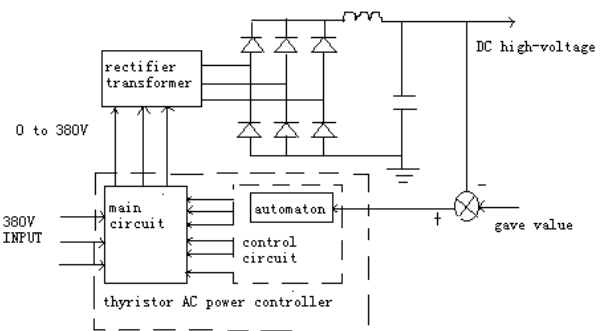 DC high-voltage
rectifier
transformer
0 to 380V
380V
INPUT
main
circuit
automaton
control
circuit
+
-
gave value
thyristor AC power controller